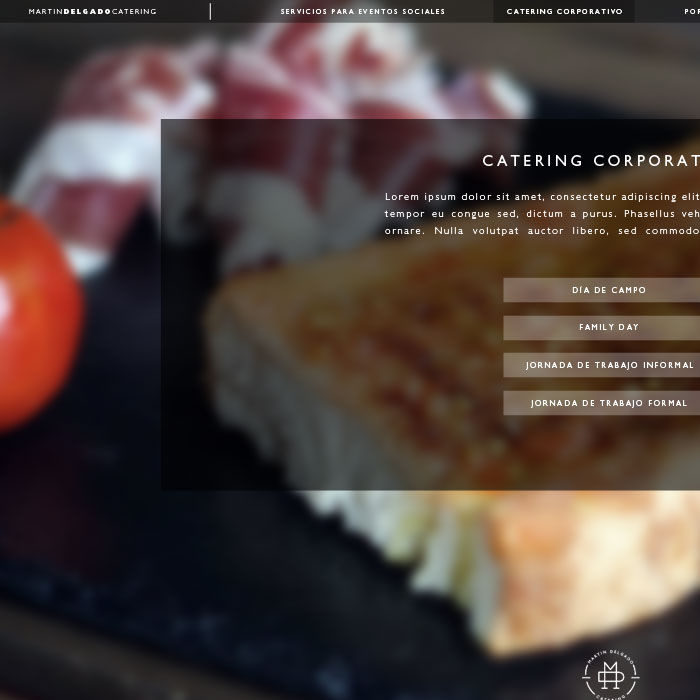 MARTINDELGADOCATERING
SERVICIOS PARA EVENTOS SOCIALES
CATERING CORPORATIVO
POR
CATERING CORPORAT
Lorem ipsum dolor sit amet, consectetur adipiscing elit
tempor eu congue sed, dictum a purus. Phasellus veh
ornare. Nulla volutpat auctor libero, sed commodo
DÍA DE CAMPO
FAMILY DAY
JORNADA DE TRABAJO INFORMAL
JORNADA DE TRABAJO FORMAL
MARTIN DELGADO
CATERING